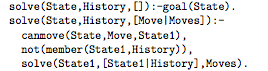 solve(State,History,[]):-goal(State).
solve(State,History,[Move|Moves]):-
canmove(State,Move,State1),
not(member(State1,History)),
solve(State1,[State1|History],Moves).